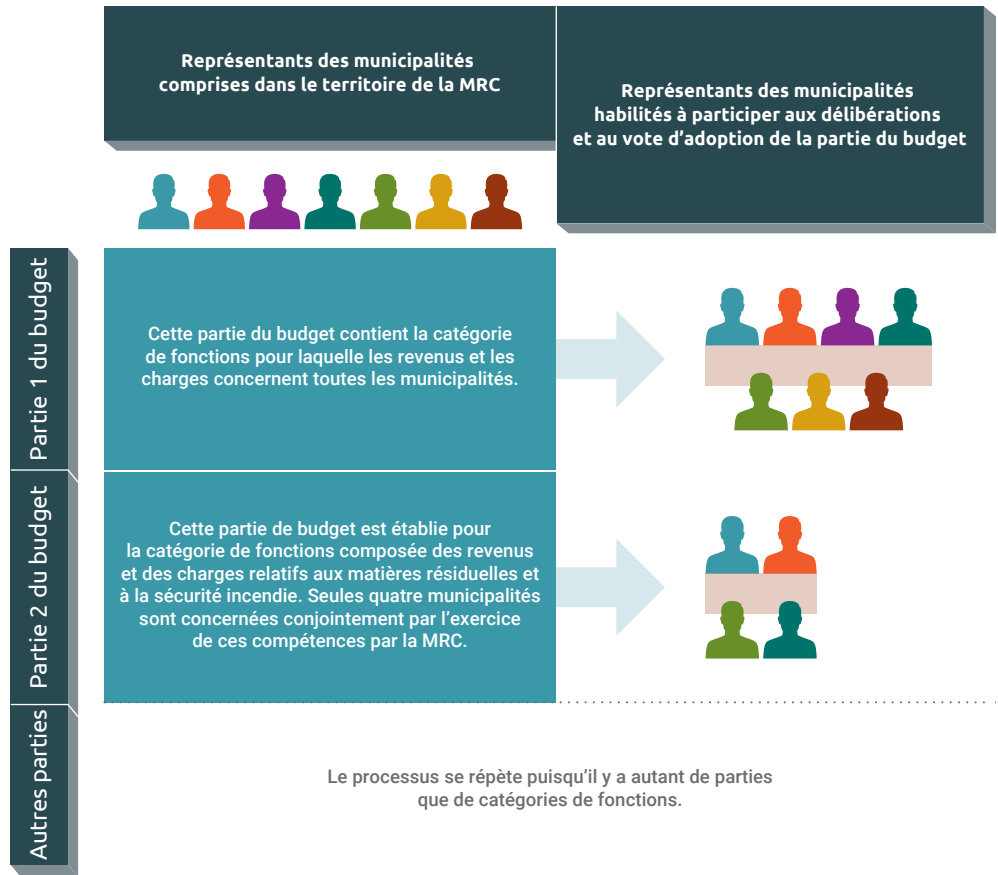 Représentants des municipalités
comprises dans le territoire de la MRC
Représentants des municipalités
habilités à participer aux délibérations
et au vote d’adoption de la partie du budget
Partie 1 du budget
Cette partie du budget contient la catégorie
de fonctions pour laquelle les revenus et les
charges concernent toutes les municipalités.
Partie 2 du budget
Cette partie de budget est établie pour
la catégorie de fonctions composée des revenus
et des charges relatifs aux matières résiduelles et
à la sécurité incendie. Seules quatre municipalités
sont concernées conjointement par l’exercice
de ces compétences par la MRC.
Autres parties
Le processus se répète puisqu’il y a autant de parties
que de catégories de fonctions.